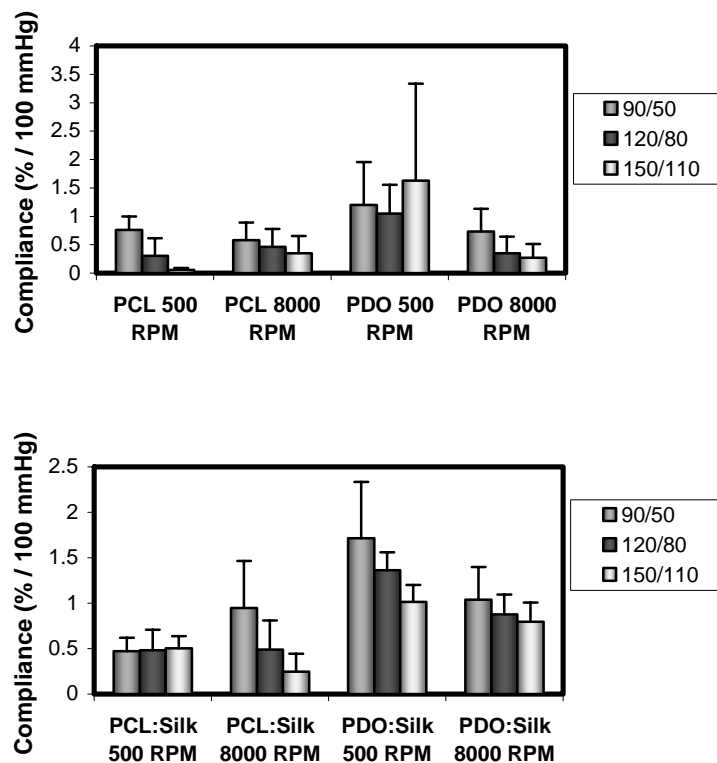 Compliance (% / 100 mmHg)
4
3.5
3
2.5
2
1.5
1
0.5
0
PCL 500 RPM
PCL 8000 RPM
PDO 500 RPM
PDO 8000 RPM
90/50
120/80
150/110
Compliance (% / 100 mmHg)
2.5
2
1.5
1
0.5
0
PCL:Silk 500 RPM
PCL:Silk 8000 RPM
PDO:Silk 500 RPM
PDO:Silk 8000 RPM
90/50
120/80
150/110